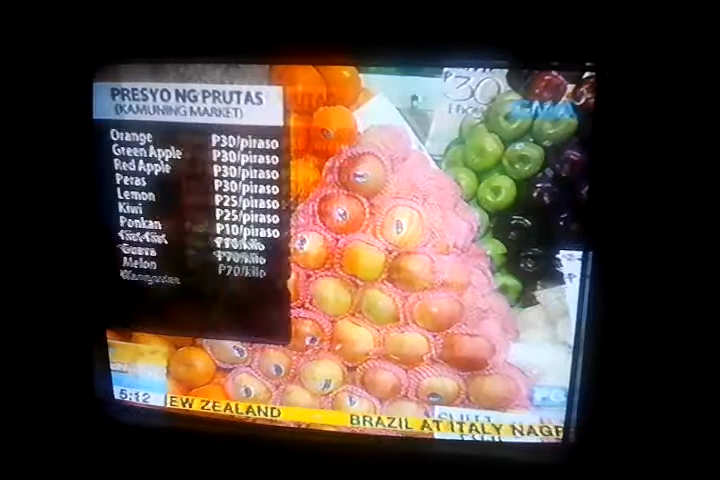 PRESYO NG PRUTAS
(KAMUNING MARKET)
Orange P30/piraso
Green Apple P30/piraso
Red Apple P30/piraso
Peras P30/piraso
Lemon P25/piraso
Kiwi P25/piraso
Ponkan P10/piraso
Guava
Melon P70/kilo
30
5:12
EW ZEALAND
BRAZIL AT ITALY NAGP